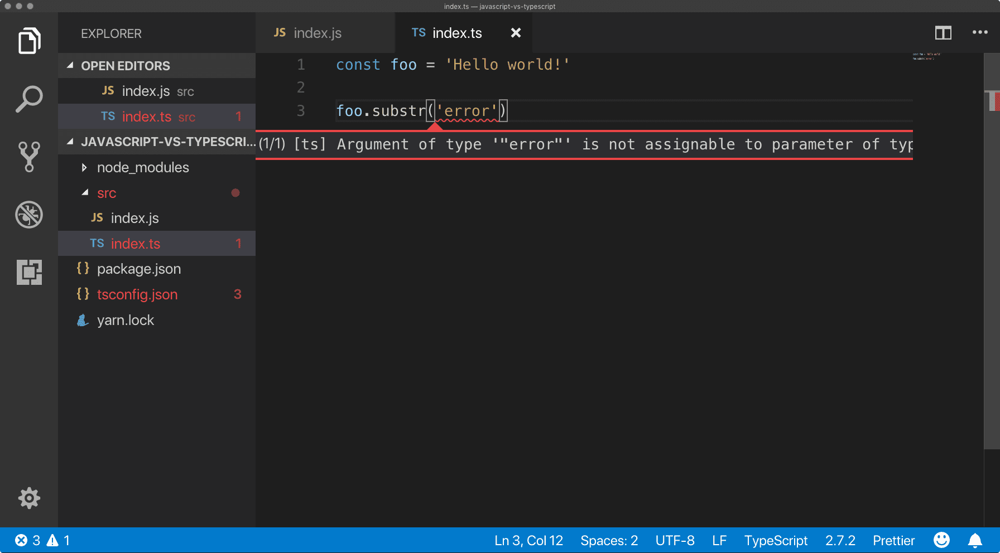 index.ts — javascript-vs-typescript
EXPLORER
OPEN EDITORS
JS index.js src
TS index.ts src 1
JAVASCRIPT-VS-TYPESCRI...
node_modules
src
JS index.js
TS index.ts 1
{ } package.json
{ } tsconfig.json 3
yarn.lock
JS index.js
TS index.ts
1 const foo = 'Hello world!'
2
3 foo.substr('error')
(1/1) [ts] Argument of type '"error"' is not assignable to parameter of typ
3 1
Ln 3, Col 12 Spaces: 2 UTF-8 LF TypeScript 2.7.2 Prettier